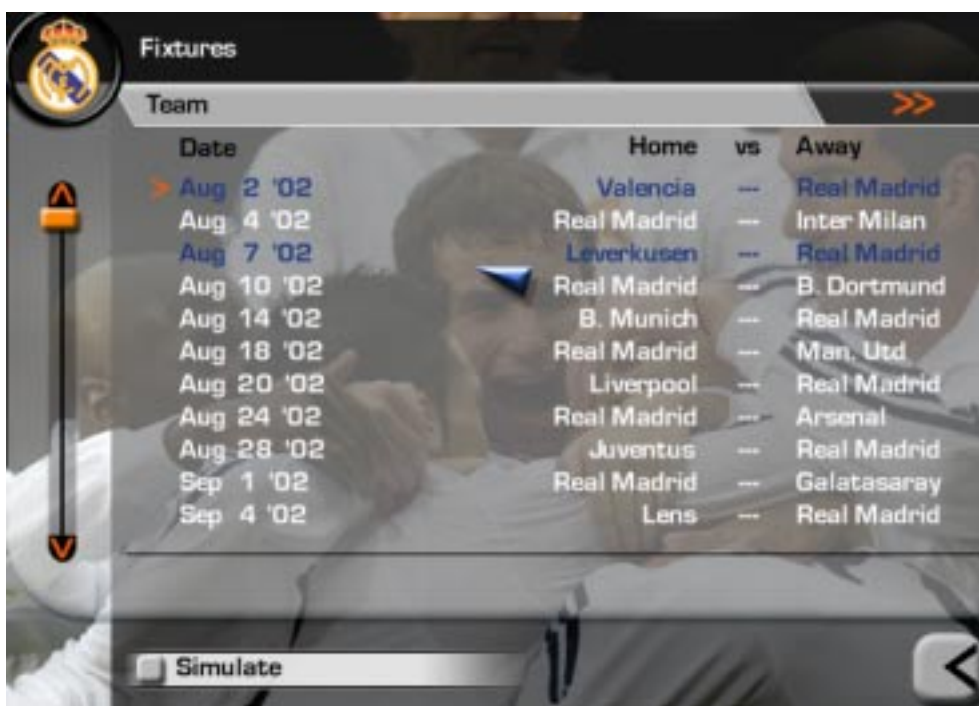 Fixtures
Team
Date Home vs Away
> Aug 2 '02 Valencia --- Real Madrid
Aug 4 '02 Real Madrid --- Inter Milan
Aug 7 '02 Leverkusen --- Real Madrid
Aug 10 '02 Real Madrid --- B. Dortmund
Aug 14 '02 B. Munich --- Real Madrid
Aug 18 '02 Real Madrid --- Man. Utd
Aug 20 '02 Liverpool --- Real Madrid
Aug 24 '02 Real Madrid --- Arsenal
Aug 28 '02 Juventus --- Real Madrid
Sep 1 '02 Real Madrid --- Galatasaray
Sep 4 '02 Lens --- Real Madrid
Simulate